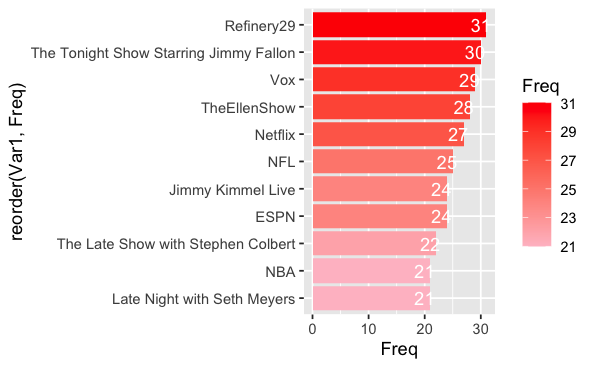 Refinery29
31
The Tonight Show Starring Jimmy Fallon
30
Vox
29
TheEllenShow
28
Netflix
27
NFL
25
Jimmy Kimmel Live
24
ESPN
24
The Late Show with Stephen Colbert
22
NBA
21
Late Night with Seth Meyers
21
0 10 20 30
Freq
reorder(Var1, Freq)
Freq
31
29
27
25
23
21